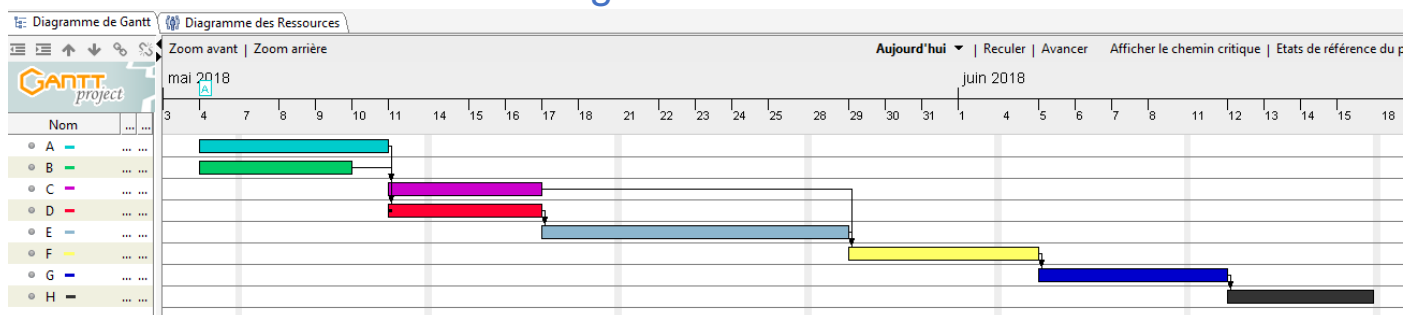 Diagramme de Gantt
Diagramme des Ressources
Zoom avant | Zoom arrière
Aujourd'hui | Reculer | Avancer
Afficher le chemin critique | Etats de référence du p
GANTT
project
mai 2018
juin 2018
A
3 4 7 8 9 10 11 14 15 16 17 18 21 22 23 24 25 28 29 30 31 1 4 5 6 7 8 11 12 13 14 15 18
Nom ... ...
A ... ...
B ... ...
C ... ...
D ... ...
E ... ...
F ... ...
G ... ...
H ... ...